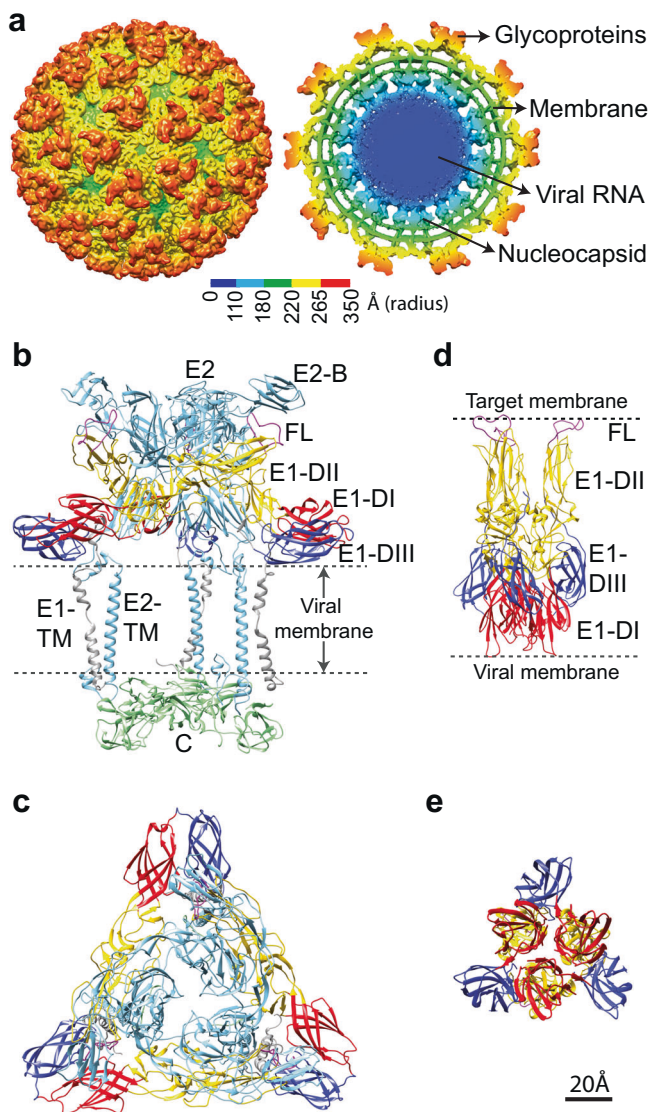 a
Glycoproteins
Membrane
Viral RNA
Nucleocapsid
0
110
180
220
265
350
Å (radius)
b
E2
E2-B
FL
E1-DII
E1-DI
E1-DIII
E1-
TM
E2-
TM
Viral
membrane
C
d
Target membrane
FL
E1-DII
E1-
DIII
E1-DI
Viral membrane
c
e
20Å